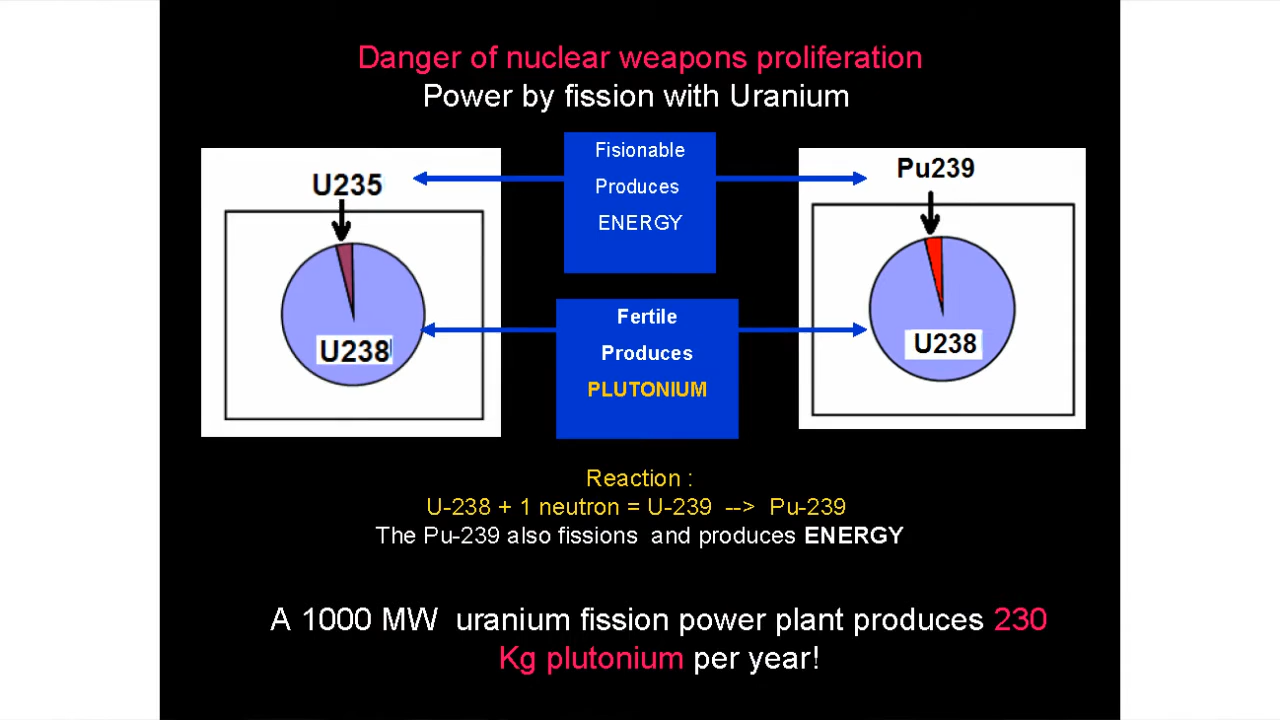 Danger of nuclear weapons proliferation
Power by fission with Uranium
U235
U238
Fisionable
Produces
ENERGY
Fertile
Produces
PLUTONIUM
Pu239
U238
Reaction :
U-238 + 1 neutron = U-239 --> Pu-239
The Pu-239 also fissions and produces ENERGY
A 1000 MW uranium fission power plant produces 230
Kg plutonium per year!